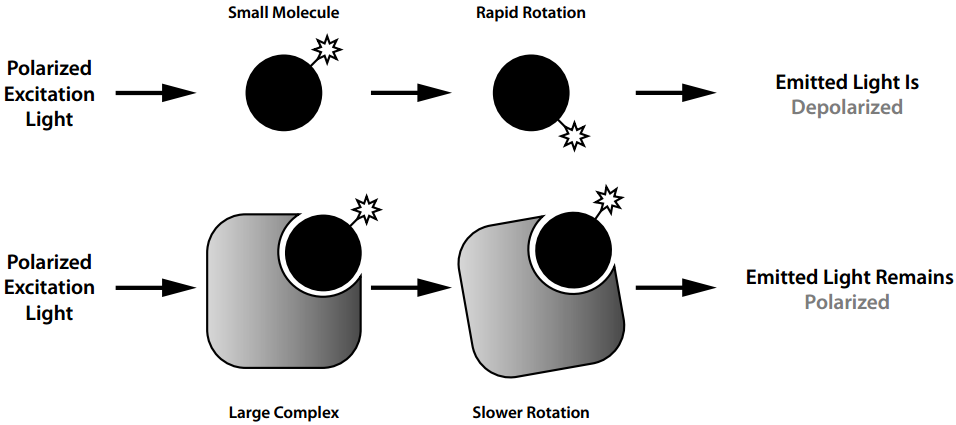 Small Molecule
Rapid Rotation
Polarized
Excitation
Light
Emitted Light Is
Depolarized
Polarized
Excitation
Light
Emitted Light Remains
Polarized
Large Complex
Slower Rotation